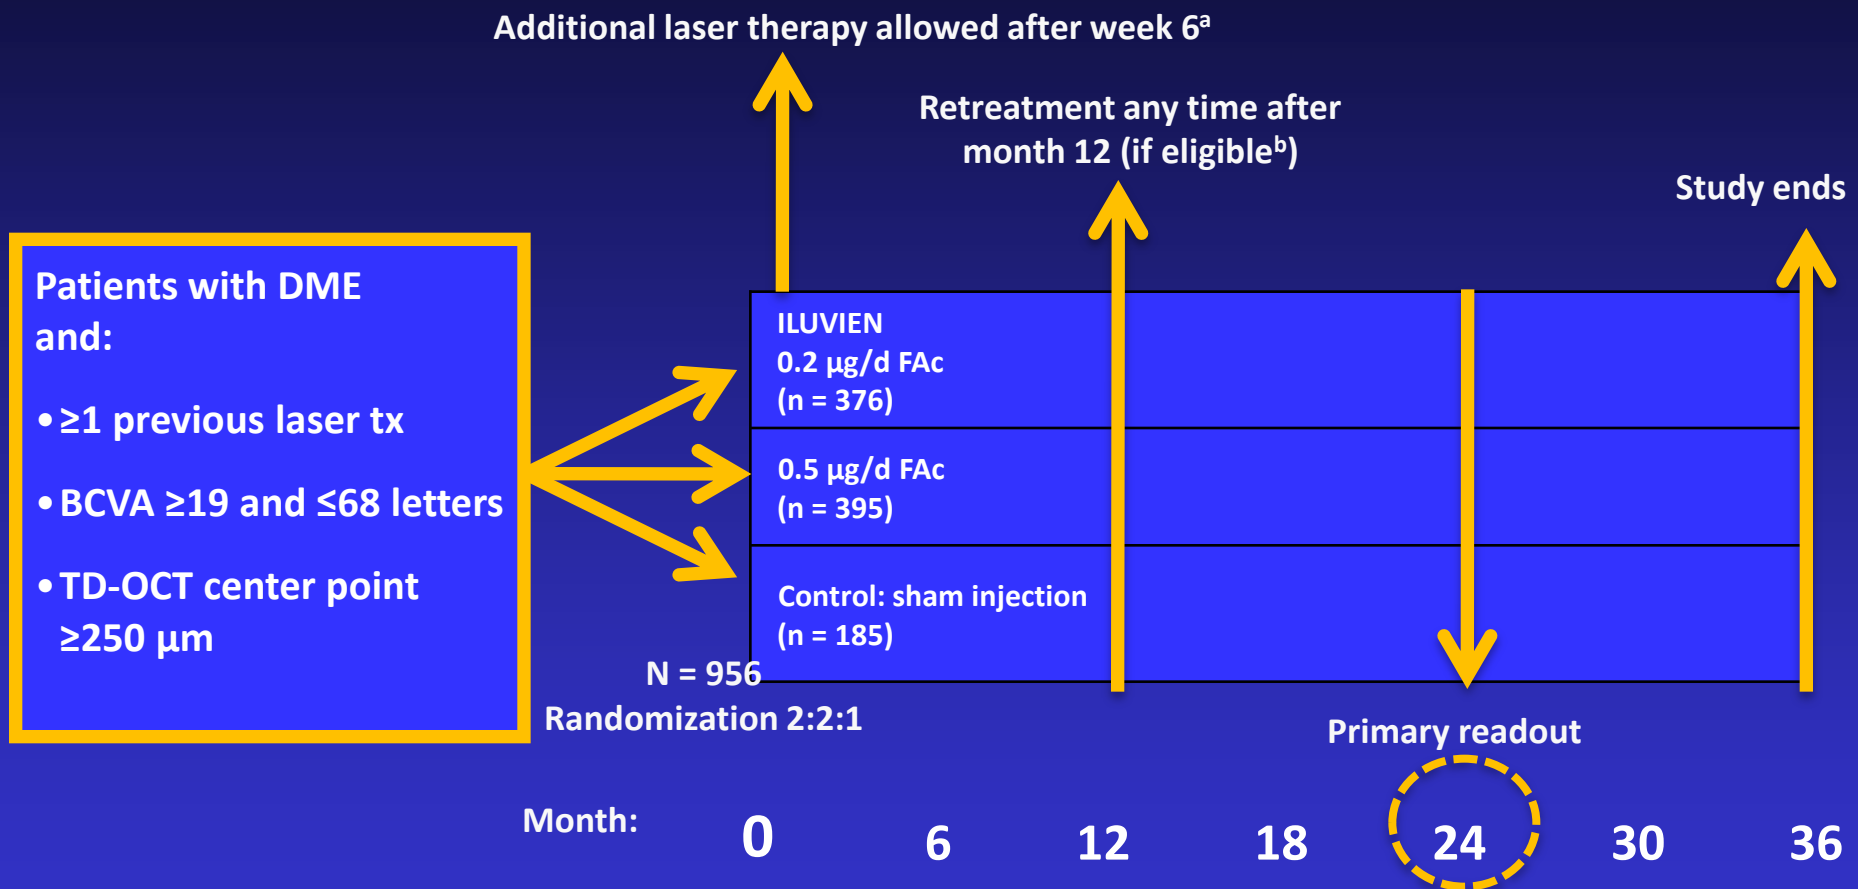 Additional laser therapy allowed after week 6ᵃ
Retreatment any time after
month 12 (if eligibleᵇ)
Study ends
Patients with DME
and:
•≥1 previous laser tx
•BCVA ≥19 and ≤68 letters
•TD-OCT center point
≥250 µm
ILUVIEN
0.2 µg/d FAc
(n = 376)
0.5 µg/d FAc
(n = 395)
Control: sham injection
(n = 185)
N = 956
Randomization 2:2:1
Primary readout
Month: 0 6 12 18 24 30 36